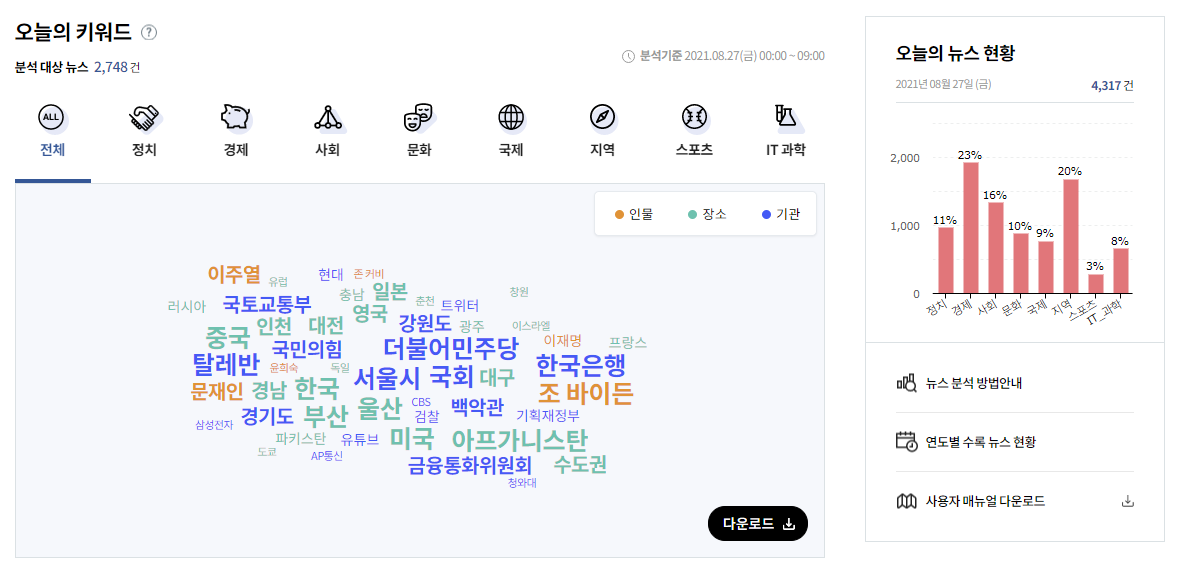 오늘의 키워드 ?
분석 대상 뉴스 2,748 건
분석기준 2021.08.27(금) 00:00 ~ 09:00
ALL
전체 정치 경제 사회 문화 국제 지역 스포츠 IT 과학
인물 장소 기관
이주열 유럽 현대 존 커비
러시아 국토교통부 충남 일본 춘천 트위터 창원
중국 인천 대전 영국 강원도 광주 이스라엘
국민의힘 더불어민주당 이재명 프랑스
탈레반 윤희숙 독일 서울시 국회 대구 한국은행
문재인 경남 한국 조 바이든
삼성전자 경기도 부산 울산 CBS 검찰 백악관 기획재정부
도쿄 파키스탄 유튜브 미국 아프가니스탄
AP통신 금융통화위원회 수도권
청와대
다운로드
오늘의 뉴스 현황
2021년 08월 27일 (금) 4,317 건
2,000
1,000
0
11% 23% 16% 10% 9% 20% 3% 8%
정치 경제 사회 문화 국제 지역 스포츠 IT_과학
뉴스 분석 방법안내
연도별 수록 뉴스 현황
사용자 매뉴얼 다운로드